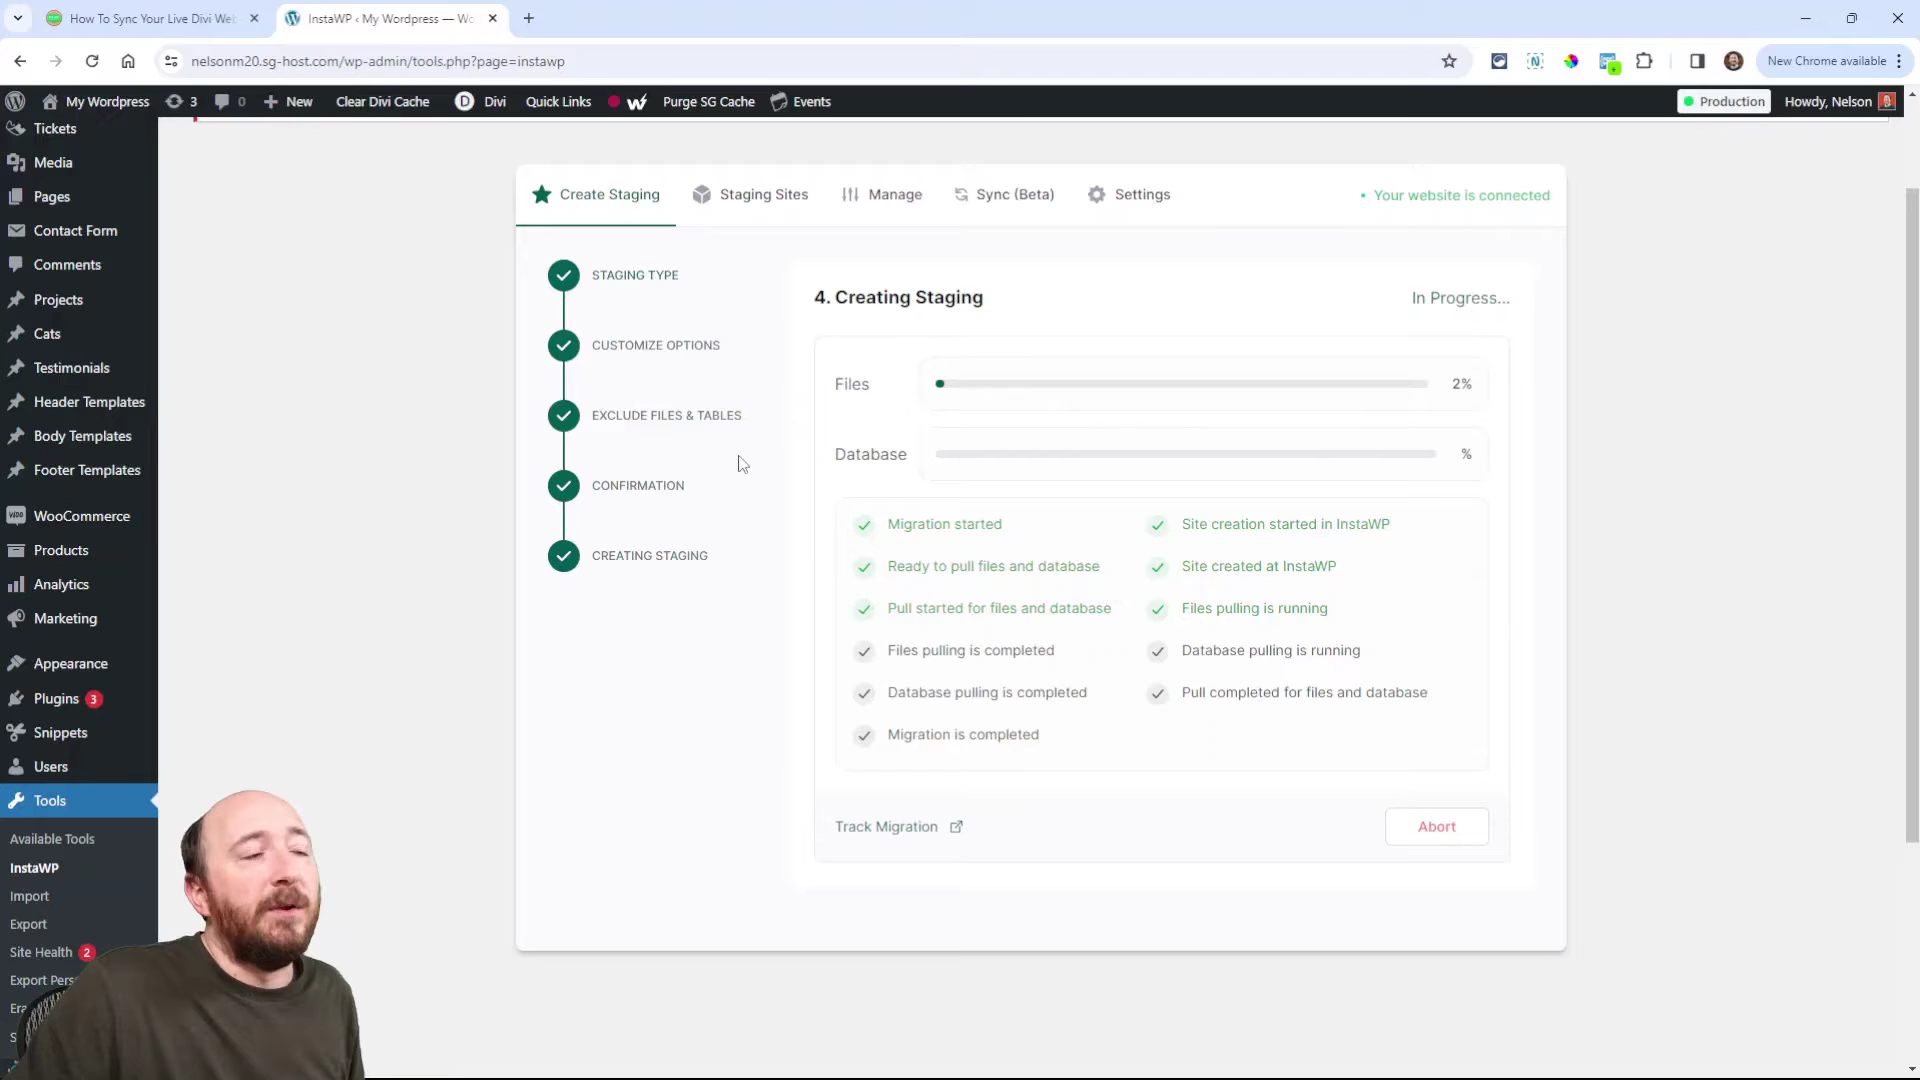 How To Sync Your Live Divi Web
InstaWP ‹ My Wordpress — Wo
nelsonm20.sg-host.com/wp-admin/tools.php?page=instawp
New Chrome available
My Wordpress
3
0
New
Clear Divi Cache
D Divi
Quick Links
Purge SG Cache
Events
Production
Howdy, Nelson
Tickets
Media
Pages
Contact Form
Comments
Projects
Cats
Testimonials
Header Templates
Body Templates
Footer Templates
WooCommerce
Products
Analytics
Marketing
Appearance
Plugins 3
Snippets
Users
Tools
Available Tools
InstaWP
Import
Export
Site Health 2
Export Pers
Era
S
Create Staging
Staging Sites
Manage
Sync (Beta)
Settings
• Your website is connected
STAGING TYPE
CUSTOMIZE OPTIONS
EXCLUDE FILES & TABLES
CONFIRMATION
CREATING STAGING
4. Creating Staging
In Progress...
Files 2%
Database %
Migration started
Site creation started in InstaWP
Ready to pull files and database
Site created at InstaWP
Pull started for files and database
Files pulling is running
Files pulling is completed
Database pulling is running
Database pulling is completed
Pull completed for files and database
Migration is completed
Track Migration
Abort